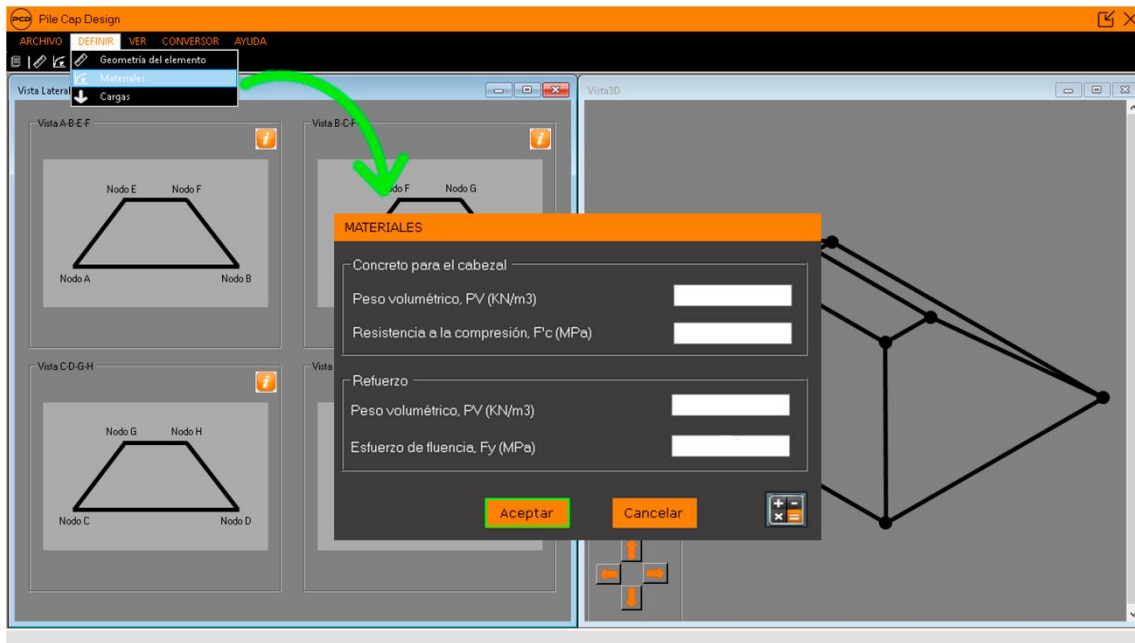 PCD Pile Cap Design
ARCHIVO DEFINIR VER CONVERSOR AYUDA
Geometría del elemento
Materiales
Cargas
Vista Lateral
Vista3D
Vista A-B-E-F
Vista B-C-F
Nodo E Nodo F
Nodo A Nodo B
Nodo F Nodo G
MATERIALES
Concreto para el cabezal
Peso volumétrico, PV (KN/m3)
Resistencia a la compresión, F'c (MPa)
Refuerzo
Peso volumétrico, PV (KN/m3)
Esfuerzo de fluencia, Fy (MPa)
Aceptar Cancelar
Vista C-D-G-H
Vista
Nodo G Nodo H
Nodo C Nodo D